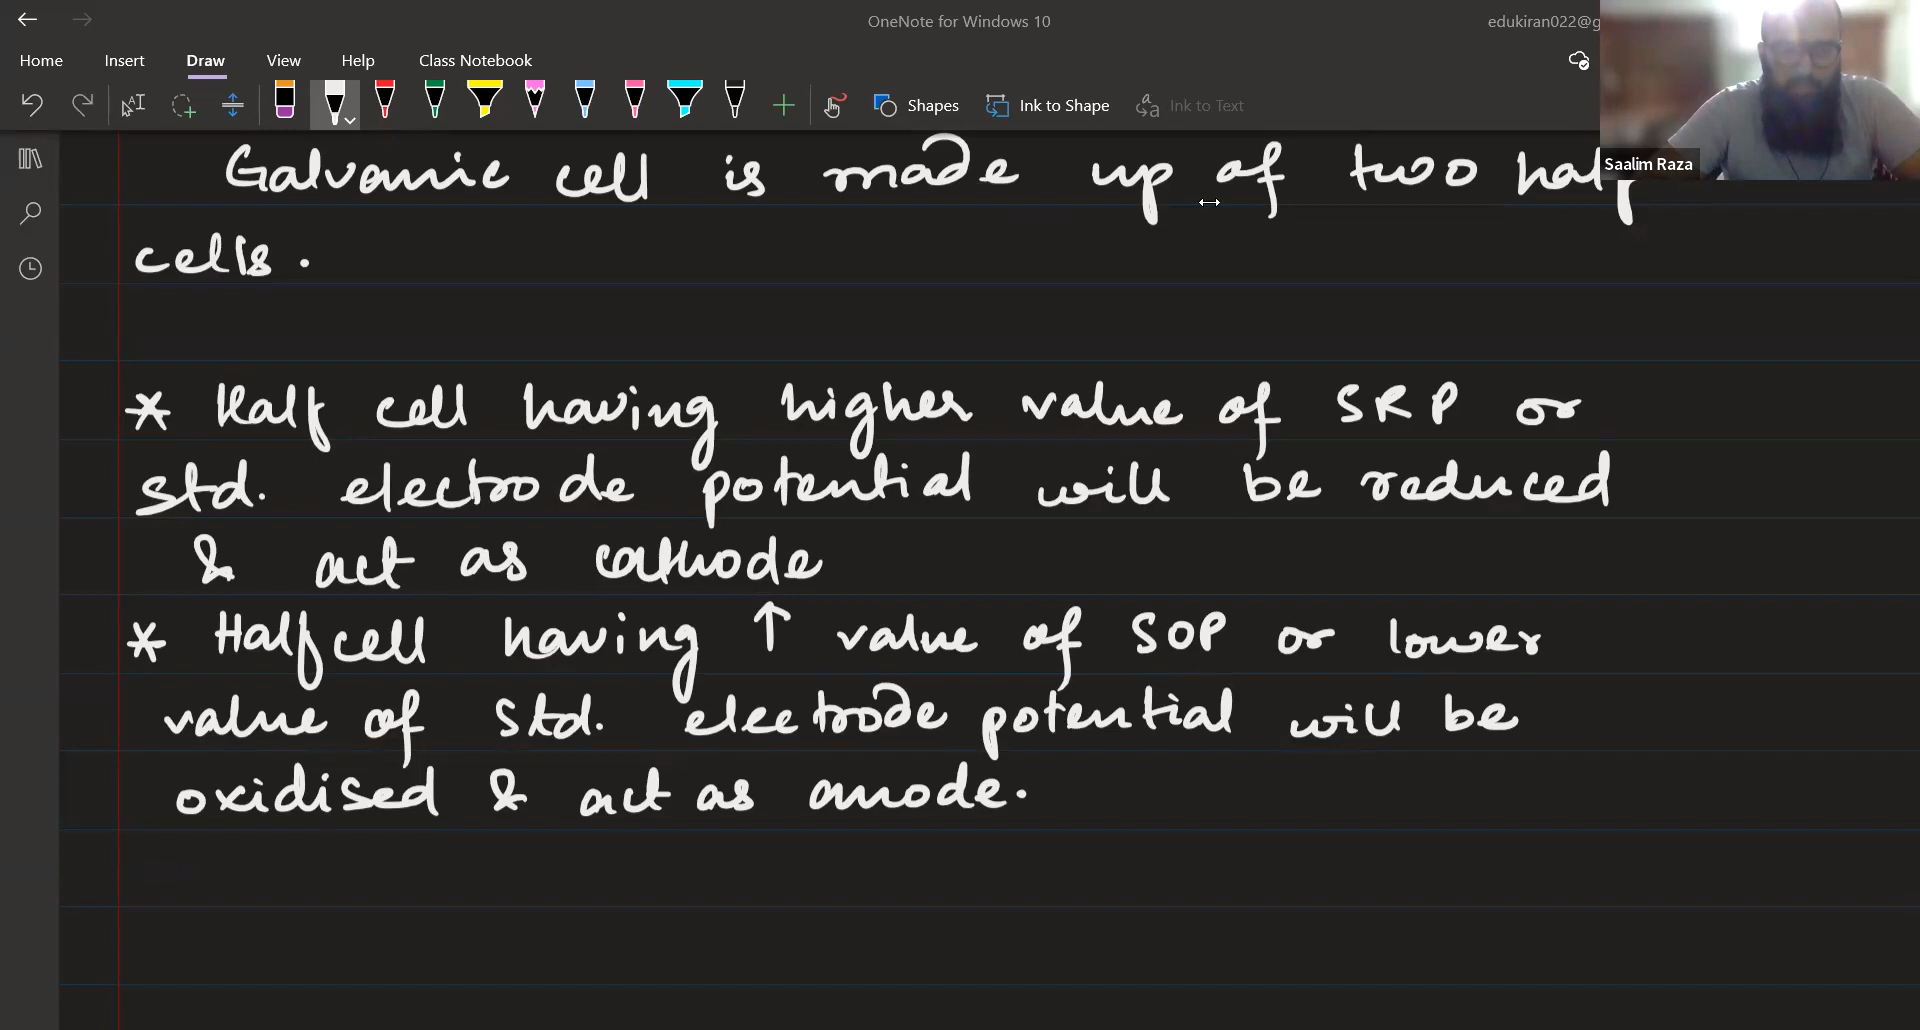 OneNote for Windows 10
edukiran022@g
Home Insert Draw View Help Class Notebook
Shapes Ink to Shape Ink to Text
Saalim Raza
Galvanic cell is made up of two half
cells.
* Half cell having higher value of SRP or
std. electrode potential will be reduced
& act as cathode
* Half cell having ↑ value of SOP or lower
value of std. electrode potential will be
oxidised & act as anode.